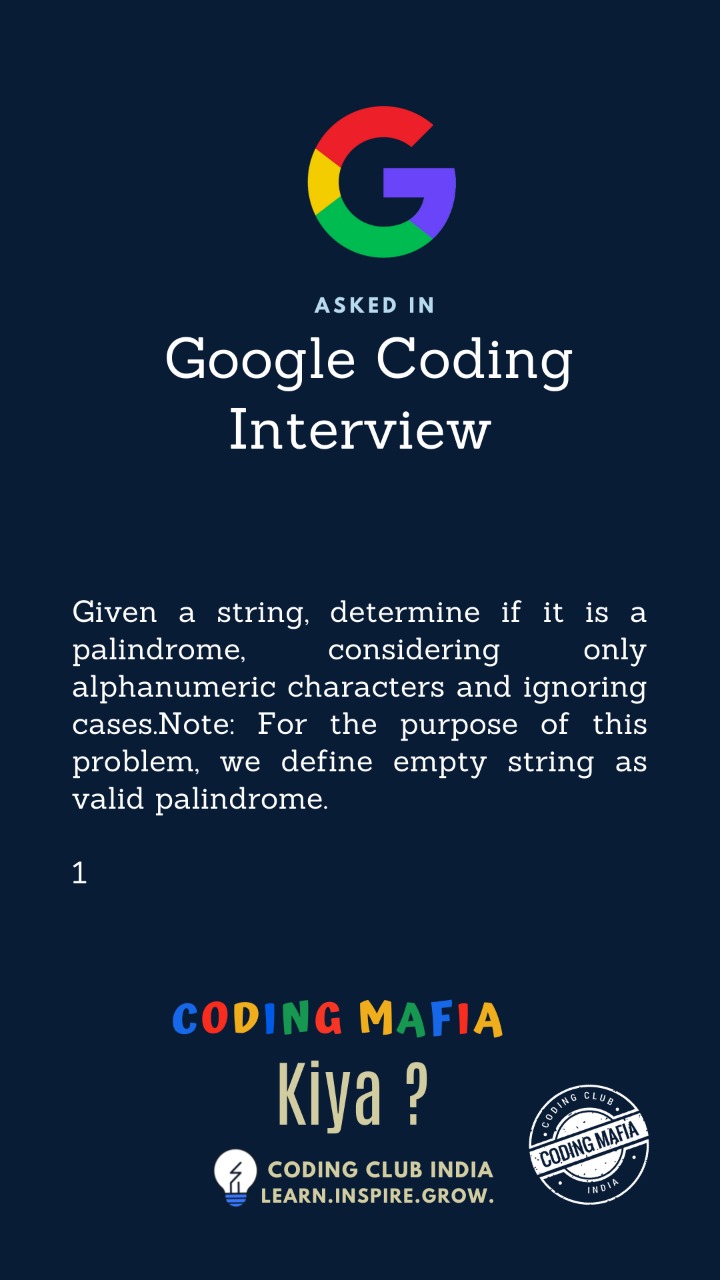 ASKED IN
Google Coding
Interview
Given a string, determine if it is a
palindrome, considering only
alphanumeric characters and ignoring
cases.Note: For the purpose of this
problem, we define empty string as
valid palindrome.
1
CODING MAFIA
Kiya ?
CODING CLUB INDIA
LEARN.INSPIRE.GROW.
CODING CLUB
CODING MAFIA
INDIA